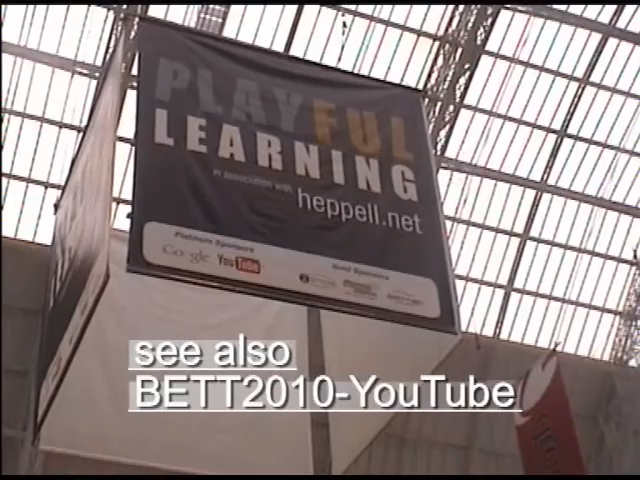 PLAYFUL
LEARNING
in association with
heppell.net
Platinum Sponsors
Google YouTube
Gold Sponsors
see also
BETT2010-YouTube